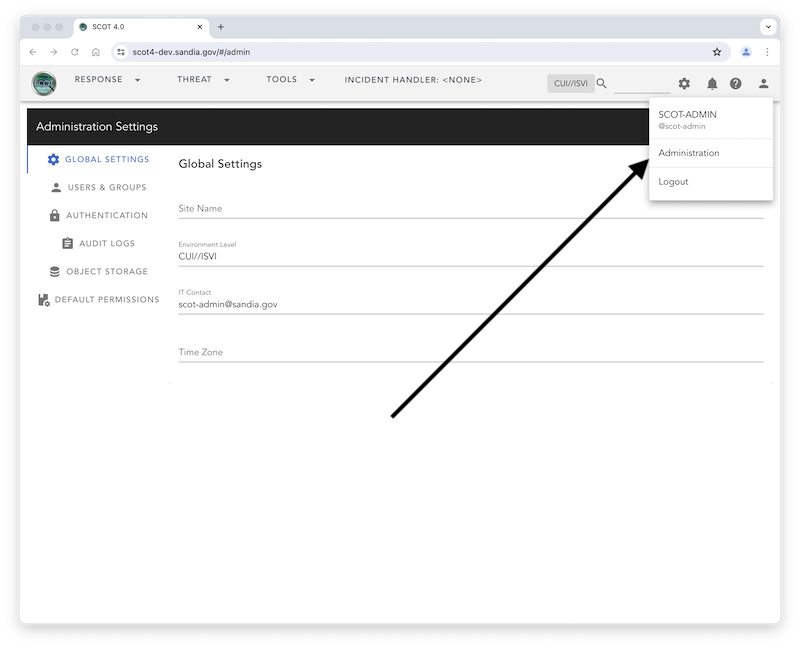 SCOT 4.0
scot4-dev.sandia.gov/#/admin
SCOT
RESPONSE
THREAT
TOOLS
INCIDENT HANDLER: <NONE>
CUI//ISVI
SCOT-ADMIN
@scot-admin
Administration
Logout
Administration Settings
GLOBAL SETTINGS
USERS & GROUPS
AUTHENTICATION
AUDIT LOGS
OBJECT STORAGE
DEFAULT PERMISSIONS
Global Settings
Site Name
Environment Level
CUI//ISVI
IT Contact
scot-admin@sandia.gov
Time Zone